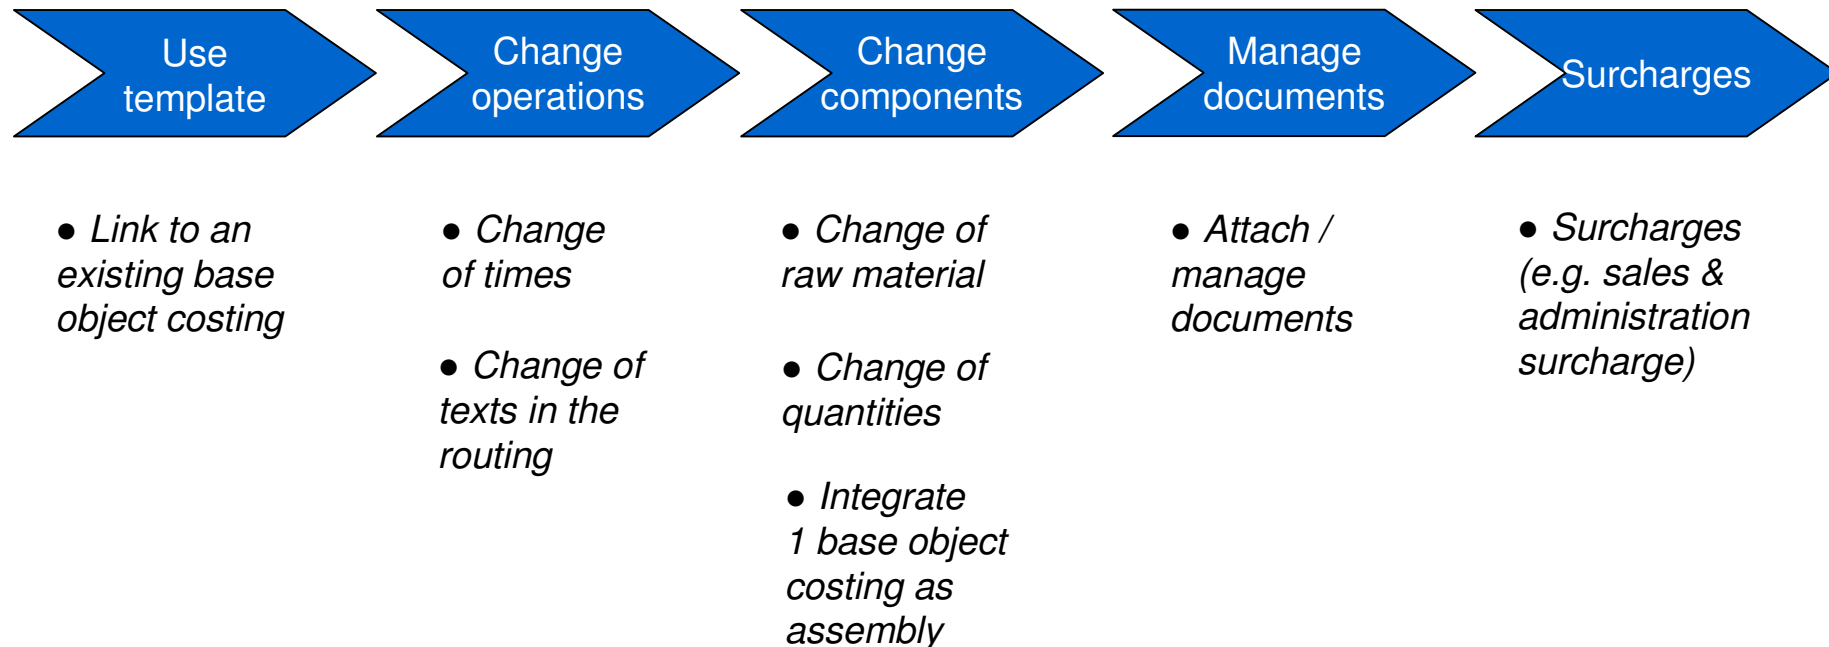 Use
template
Change
operations
Change
components
Manage
documents
Surcharges
● Link to an
existing base
object costing
● Change
of times
● Change of
texts in the
routing
● Change of
raw material
● Change of
quantities
● Integrate
1 base object
costing as
assembly
● Attach /
manage
documents
● Surcharges
(e.g. sales &
administration
surcharge)